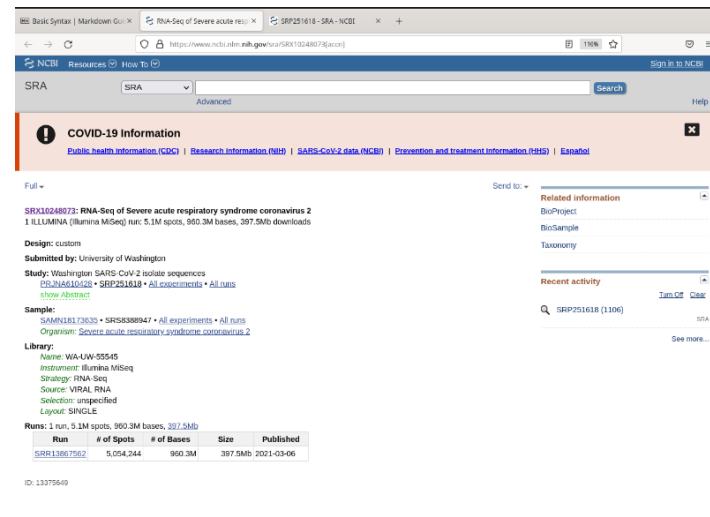 Basic Syntax | Markdown Gui ×
RNA-Seq of Severe acute resp ×
SRP251618 - SRA - NCBI ×
+
https://www.ncbi.nlm.nih.gov/sra/SRX10248073[accn]
110%
NCBI Resources How To Sign in to NCBI
SRA SRA Search
Advanced Help
COVID-19 Information
Public health information (CDC) | Research information (NIH) | SARS-CoV-2 data (NCBI) | Prevention and treatment information (HHS) | Español
Full Send to:
SRX10248073: RNA-Seq of Severe acute respiratory syndrome coronavirus 2
1 ILLUMINA (Illumina MiSeq) run: 5.1M spots, 960.3M bases, 397.5Mb downloads
Design: custom
Submitted by: University of Washington
Study: Washington SARS-CoV-2 isolate sequences
PRJNA610428 • SRP251618 • All experiments • All runs
show Abstract
Sample:
SAMN18173635 • SRS8388947 • All experiments • All runs
Organism: Severe acute respiratory syndrome coronavirus 2
Library:
Name: WA-UW-55545
Instrument: Illumina MiSeq
Strategy: RNA-Seq
Source: VIRAL RNA
Selection: unspecified
Layout: SINGLE
Runs: 1 run, 5.1M spots, 960.3M bases, 397.5Mb
Run # of Spots # of Bases Size Published
SRR13867562 5,054,244 960.3M 397.5Mb 2021-03-06
ID: 13375649
Related information
BioProject
BioSample
Taxonomy
Recent activity
Turn Off Clear
SRP251618 (1106)
SRA
See more...